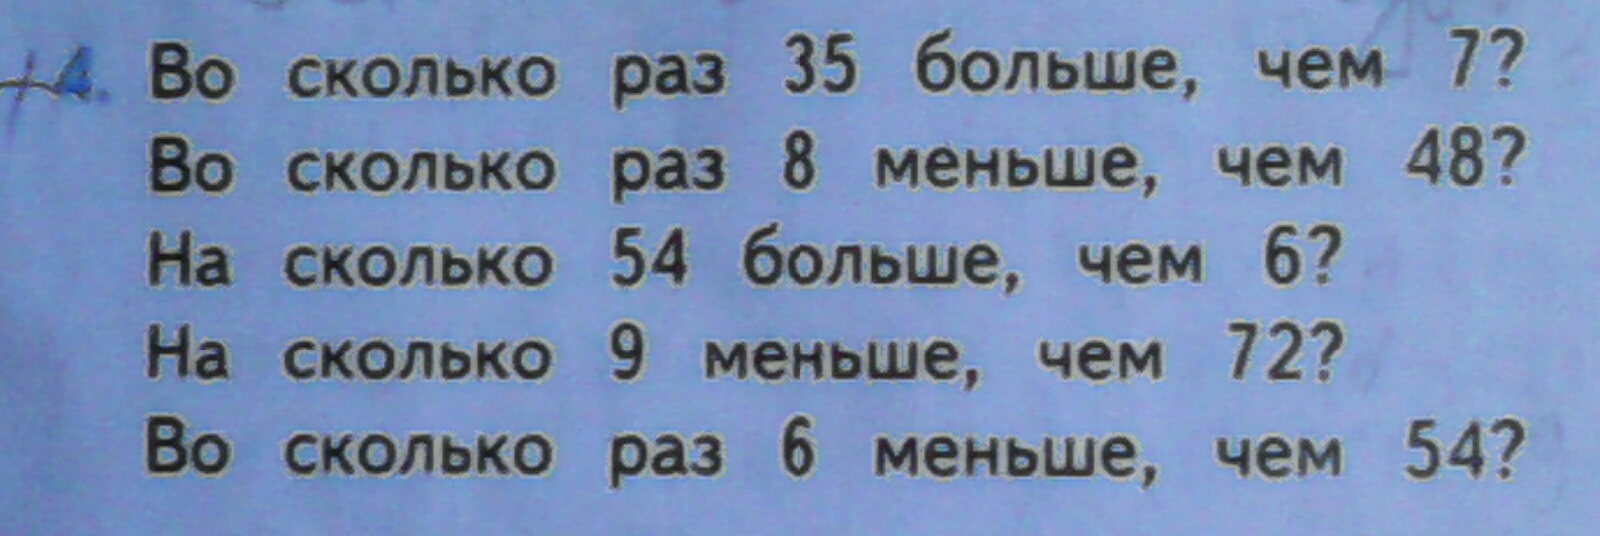 Во сколько раз 35 больше, чем 7?
Во сколько раз 8 меньше, чем 48?
На сколько 54 больше, чем 6?
На сколько 9 меньше, чем 72?
Во сколько раз 6 меньше, чем 54?